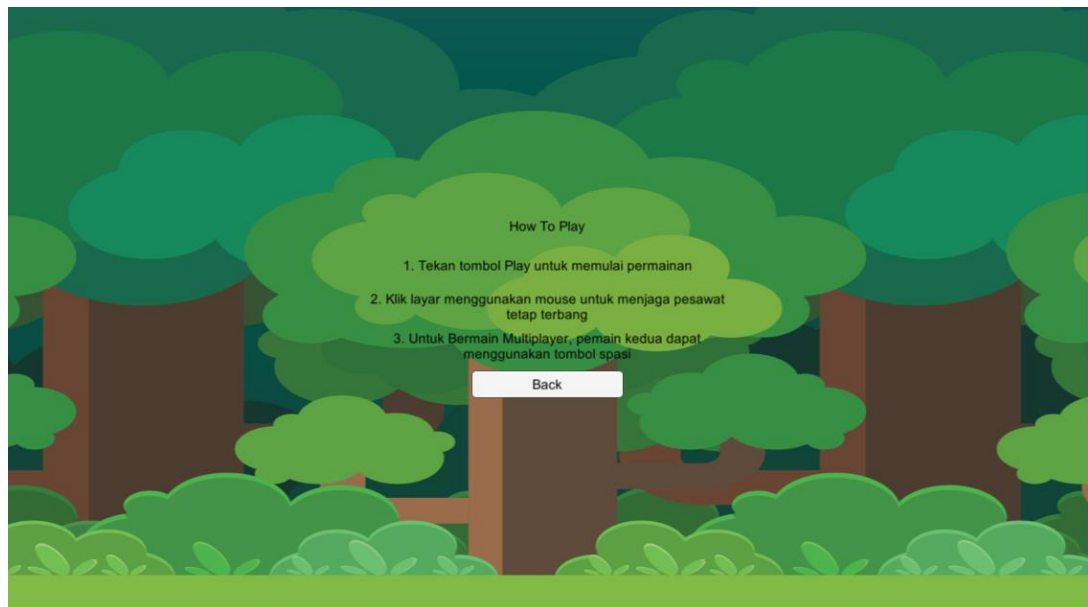 How To Play
1. Tekan tombol Play untuk memulai permainan
2. Klik layar menggunakan mouse untuk menjaga pesawat
tetap terbang
3. Untuk Bermain Multiplayer, pemain kedua dapat
menggunakan tombol spasi
Back